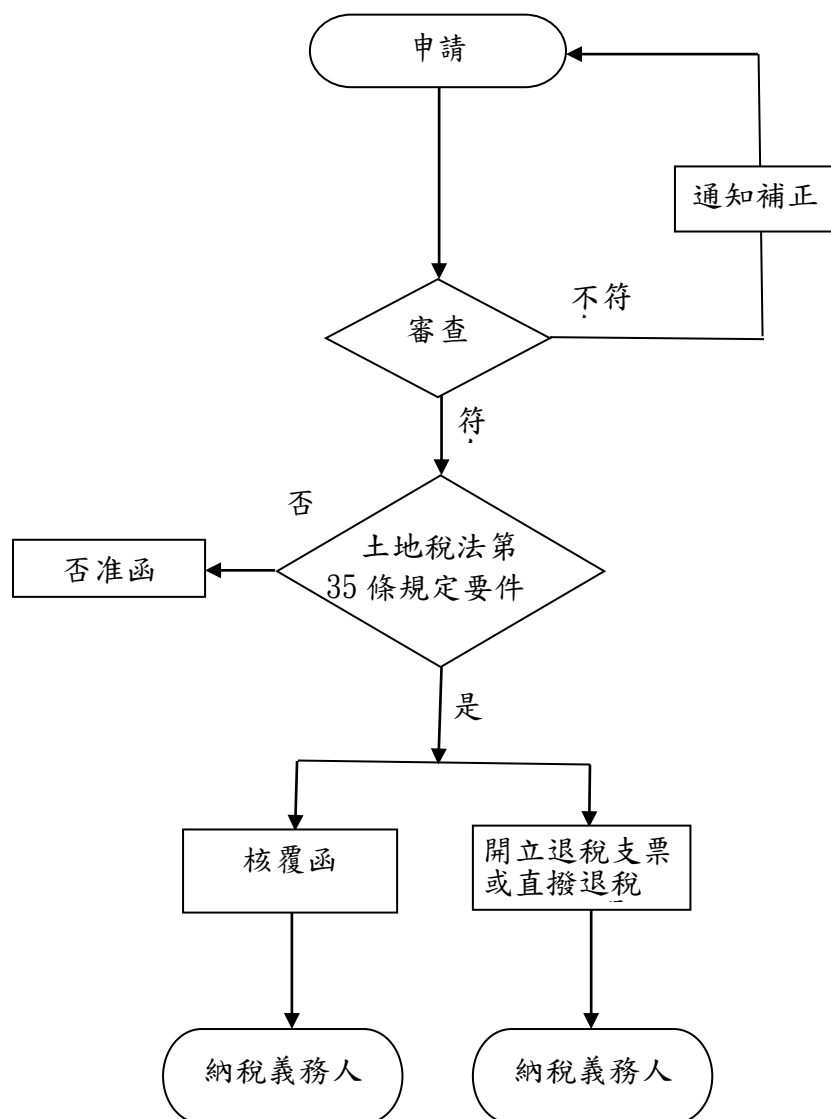 申請
通知補正
不符
審查
符
否
土地稅法第
35 條規定要件
否准函
是
核覆函
開立退稅支票
或直撥退稅
納稅義務人
納稅義務人